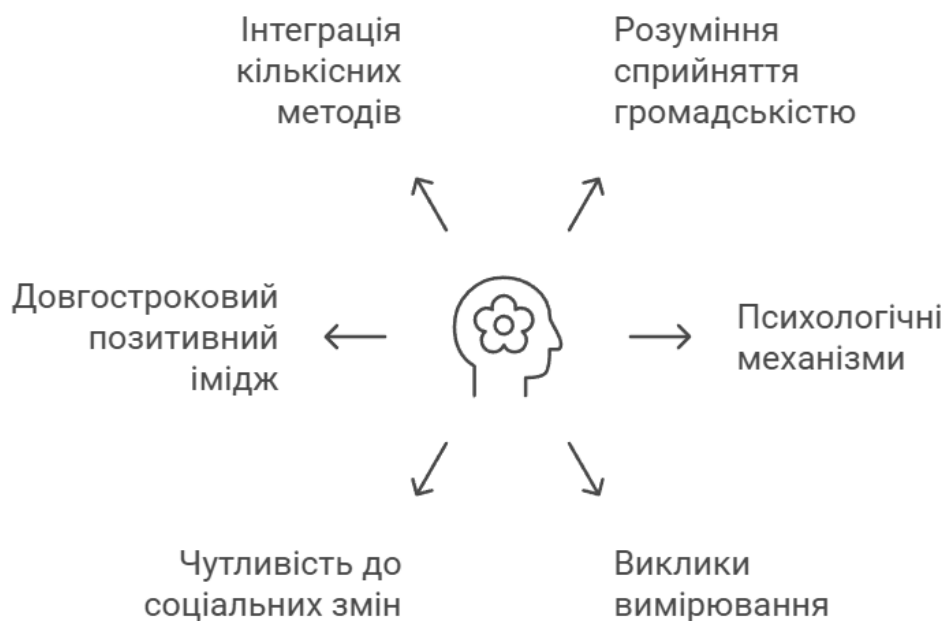 Інтеграція
кількісних
методів
Розуміння
сприйняття
громадськістю
Довгостроковий
позитивний
імідж
Психологічні
механізми
Чутливість до
соціальних змін
Виклики
вимірювання